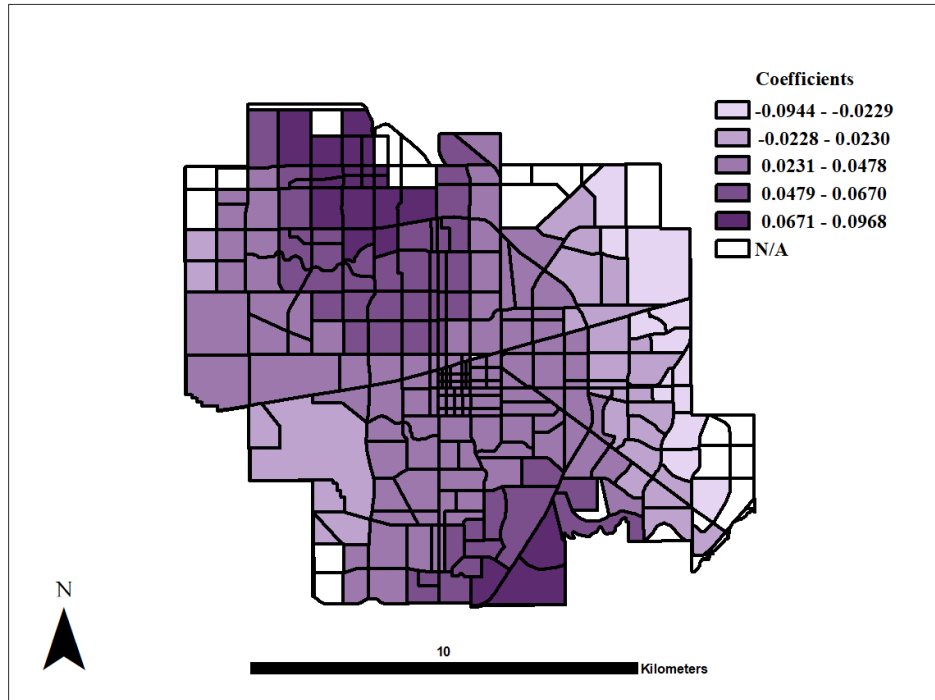 Coefficients
-0.0944 - -0.0229
-0.0228 - 0.0230
0.0231 - 0.0478
0.0479 - 0.0670
0.0671 - 0.0968
N/A
N
10
Kilometers